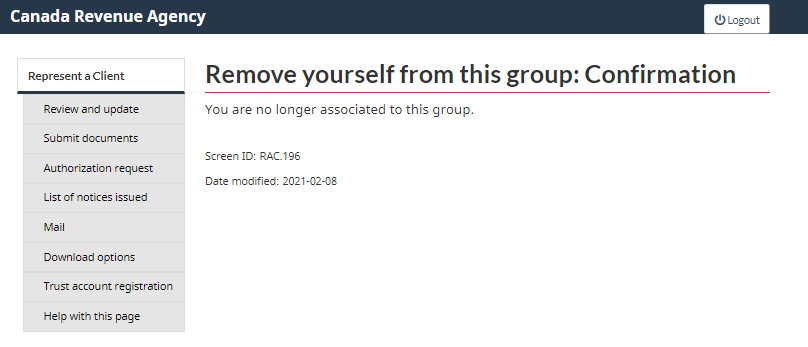 Canada Revenue Agency
Logout
Represent a Client
Review and update
Submit documents
Authorization request
List of notices issued
Mail
Download options
Trust account registration
Help with this page
Remove yourself from this group: Confirmation
You are no longer associated to this group.
Screen ID: RAC.196
Date modified: 2021-02-08